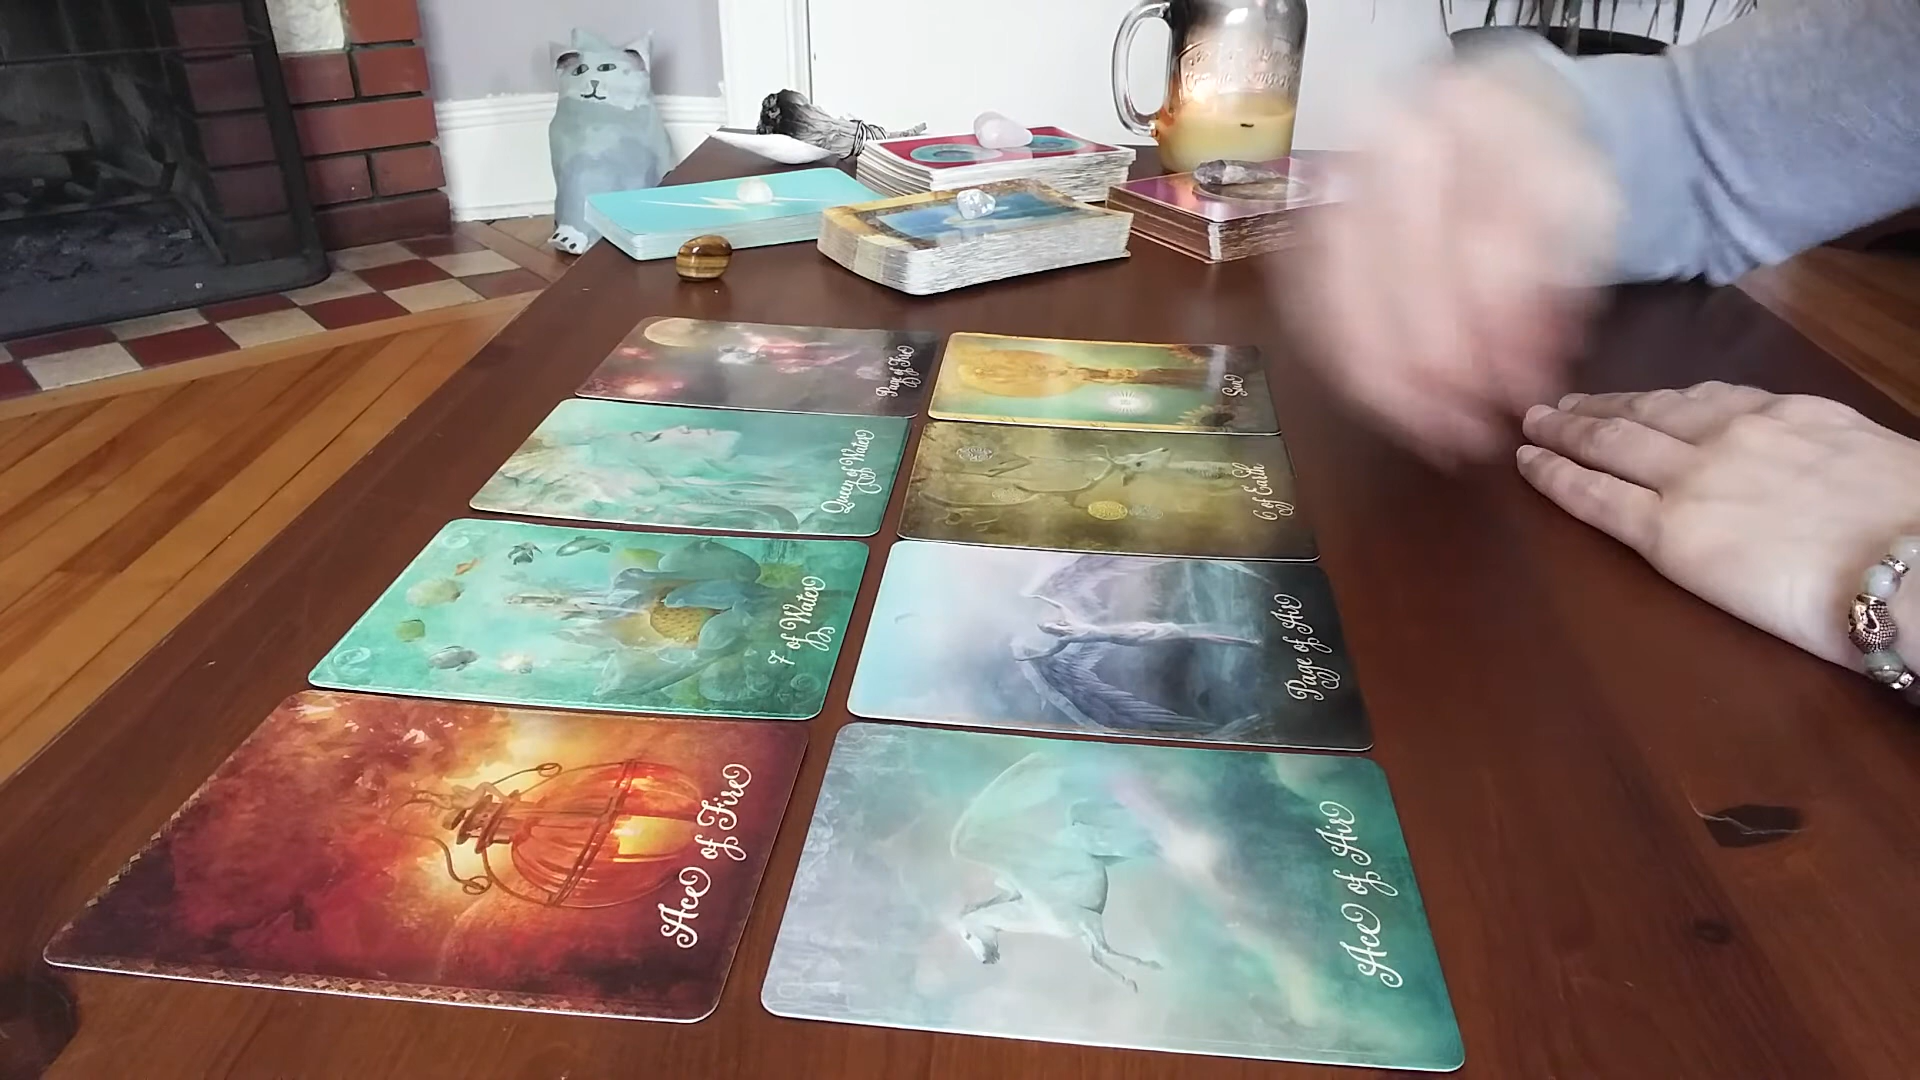 Page of Fire
Sun
Queen of Water
6 of Earth
7 of Water
Page of Air
Ace of Fire
Ace of Air